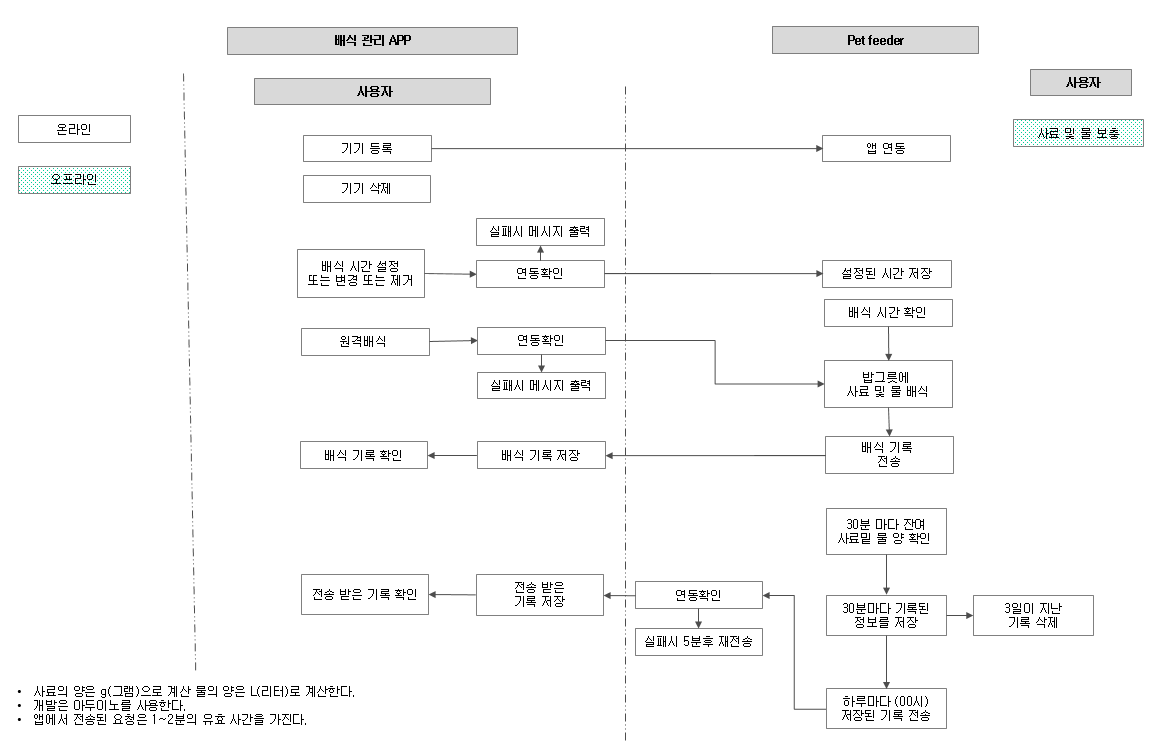 배식 관리 APP
Pet feeder
사용자
사용자
온라인
오프라인
사료 및 물 보충
기기 등록
앱 연동
기기 삭제
실패시 메시지 출력
배식 시간 설정
또는 변경 또는 제거
연동확인
설정된 시간 저장
배식 시간 확인
원격배식
연동확인
실패시 메시지 출력
밥그릇에
사료 및 물 배식
배식 기록 확인
배식 기록 저장
배식 기록
전송
30분 마다 잔여
사료밀 물 양 확인
전송 받은 기록 확인
전송 받은
기록 저장
연동확인
실패시 5분후 재전송
30분마다 기록된
정보를 저장
3일이 지난
기록 삭제
하루마다 (00시)
저장된 기록 전송
• 사료의 양은 g(그램)으로 계산 물의 양은 L(리터)로 계산한다.
• 개발은 아두이노를 사용한다.
• 앱에서 전송된 요청은 1~2분의 유효 사간을 가진다.